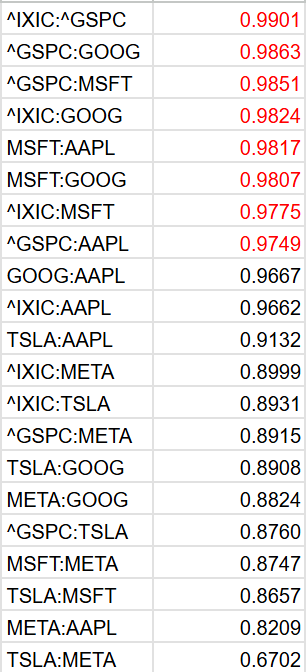 ^IXIC:^GSPC 0.9901
^GSPC:GOOG 0.9863
^GSPC:MSFT 0.9851
^IXIC:GOOG 0.9824
MSFT:AAPL 0.9817
MSFT:GOOG 0.9807
^IXIC:MSFT 0.9775
^GSPC:AAPL 0.9749
GOOG:AAPL 0.9667
^IXIC:AAPL 0.9662
TSLA:AAPL 0.9132
^IXIC:META 0.8999
^IXIC:TSLA 0.8931
^GSPC:META 0.8915
TSLA:GOOG 0.8908
META:GOOG 0.8824
^GSPC:TSLA 0.8760
MSFT:META 0.8747
TSLA:MSFT 0.8657
META:AAPL 0.8209
TSLA:META 0.6702